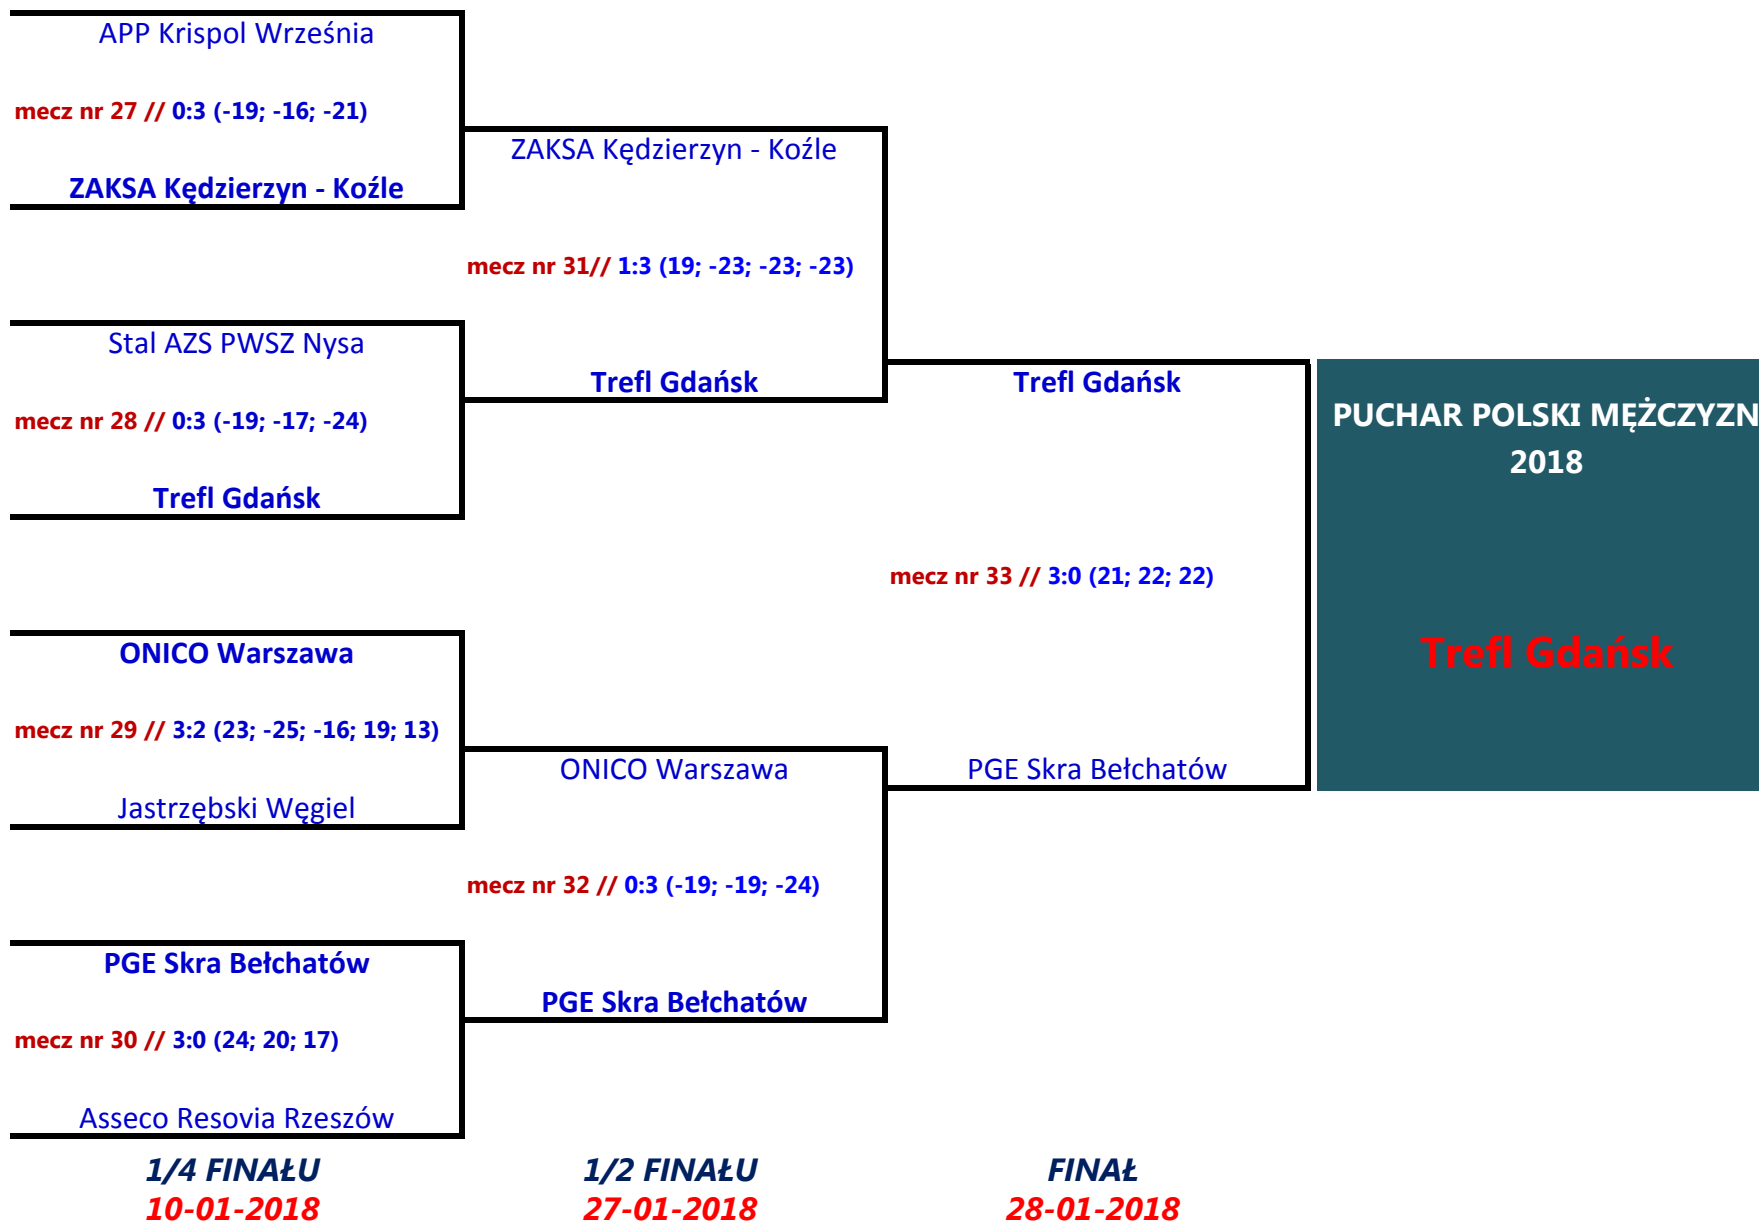 APP Krispol Września
mecz nr 27 // 0:3 (-19; -16; -21)
ZAKSA Kędzierzyn - Koźle
Stal AZS PWSZ Nysa
mecz nr 28 // 0:3 (-19; -17; -24)
Trefl Gdańsk
ONICO Warszawa
mecz nr 29 // 3:2 (23; -25; -16; 19; 13)
Jastrzębski Węgiel
PGE Skra Bełchatów
mecz nr 30 // 3:0 (24; 20; 17)
Asseco Resovia Rzeszów
1/4 FINAŁU
10-01-2018
ZAKSA Kędzierzyn - Koźle
mecz nr 31// 1:3 (19; -23; -23; -23)
Trefl Gdańsk
ONICO Warszawa
mecz nr 32 // 0:3 (-19; -19; -24)
PGE Skra Bełchatów
1/2 FINAŁU
27-01-2018
Trefl Gdańsk
mecz nr 33 // 3:0 (21; 22; 22)
PGE Skra Bełchatów
FINAŁ
28-01-2018
PUCHAR POLSKI MĘŻCZYZN
2018
Trefl Gdańsk